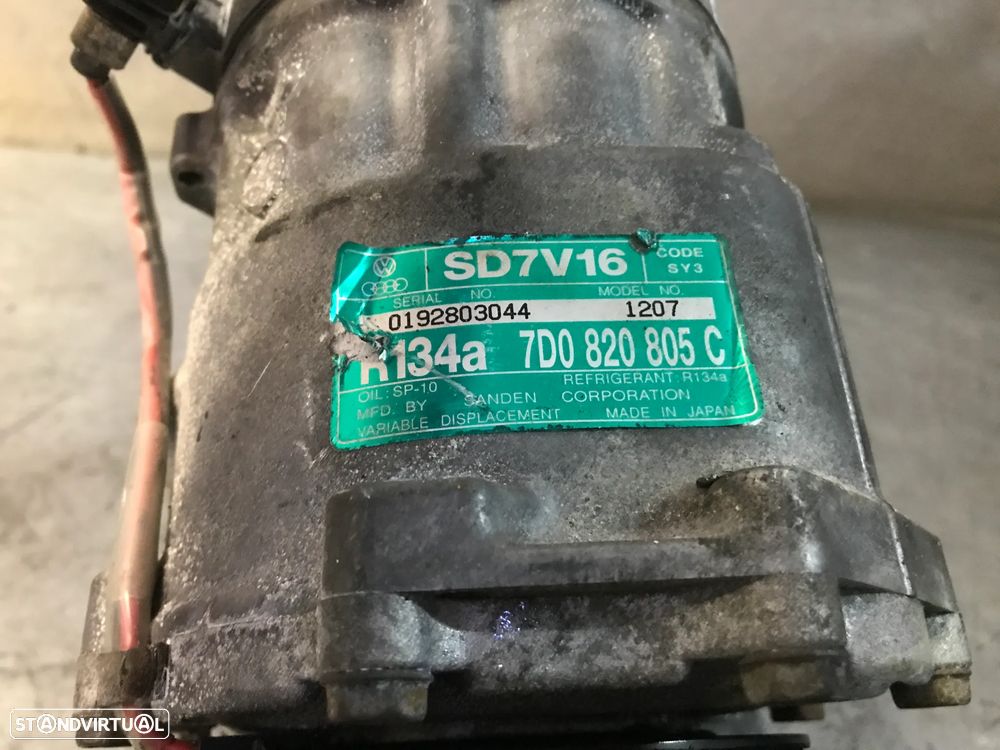 SD7V16
CODE
SY3
SERIAL NO. MODEL NO.
0192803044 1207
R134a 7D0 820 805 C
OIL: SP-10 REFRIGERANT: R134a
MFD. BY SANDEN CORPORATION
VARIABLE DISPLACEMENT MADE IN JAPAN
STANDVIRTUAL